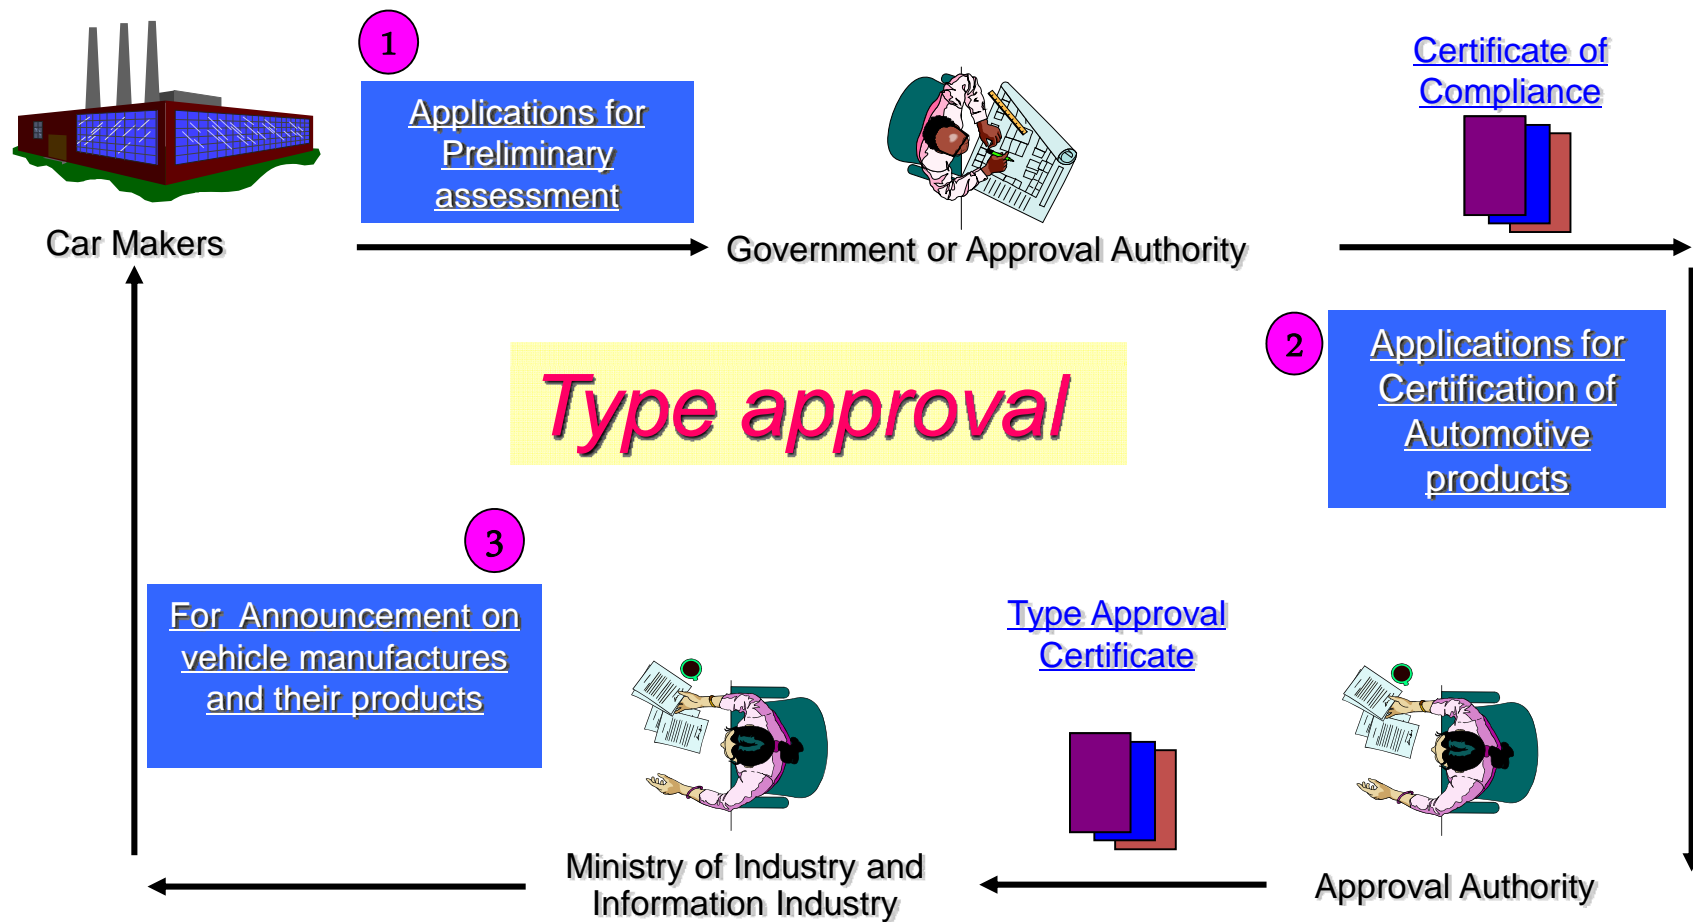 1
Applications for
Preliminary
assessment
Certificate of
Compliance
Car Makers
Government or Approval Authority
2
Applications for
Certification of
Automotive
products
Type approval
3
For  Announcement on
vehicle manufactures
and their products
Type Approval
Certificate
Ministry of Industry and
Information Industry
Approval Authority